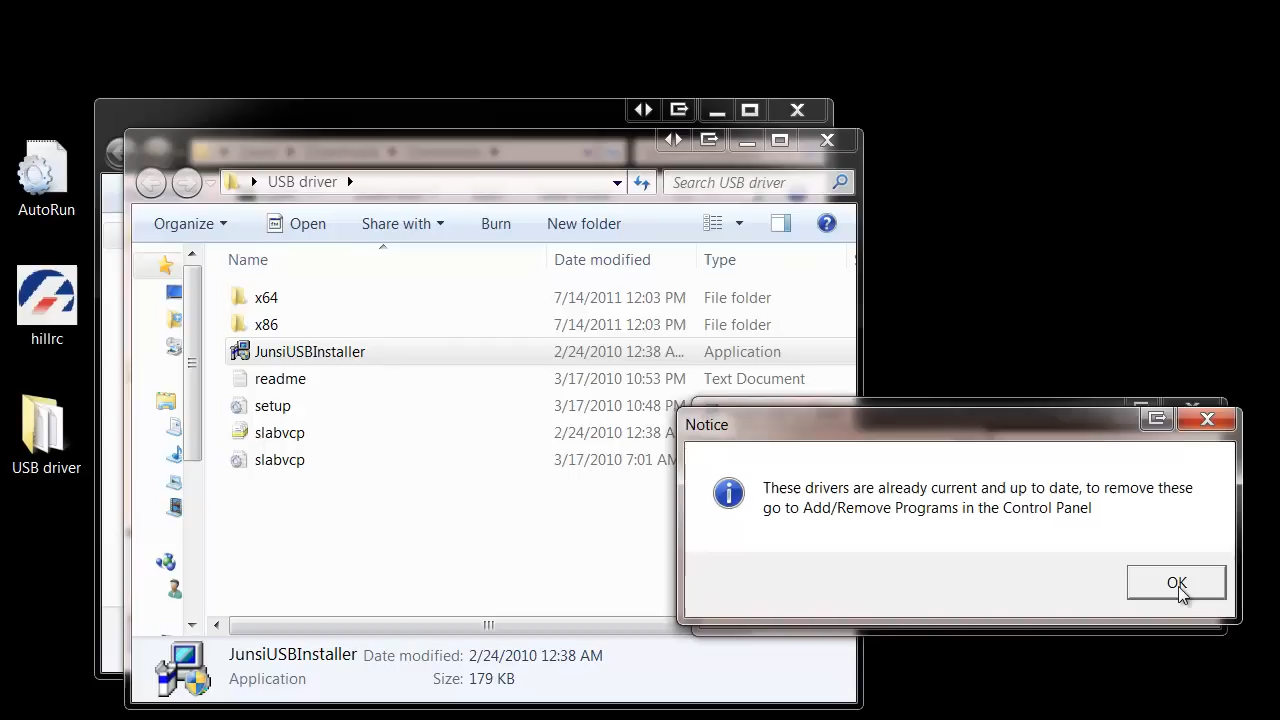 AutoRun
hillrc
USB driver
USB driver
Search USB driver
Organize Open Share with Burn New folder
Name Date modified Type
x64 7/14/2011 12:03 PM File folder
x86 7/14/2011 12:03 PM File folder
JunsiUSBInstaller 2/24/2010 12:38 A... Application
readme 3/17/2010 10:53 PM Text Document
setup 3/17/2010 10:48 PM
slabvcp 2/24/2010 12:38
slabvcp 3/17/2010 7:01 AM
JunsiUSBInstaller Date modified: 2/24/2010 12:38 AM
Application Size: 179 KB
Notice
These drivers are already current and up to date, to remove these
go to Add/Remove Programs in the Control Panel
OK